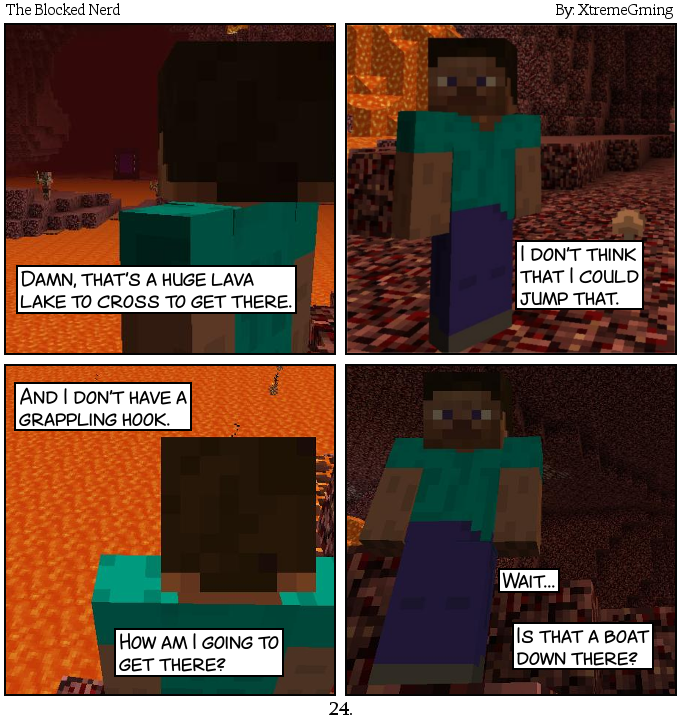 The Blocked Nerd
By: XtremeGming
Damn, that's a huge lava
lake to cross to get there.
I don't think
that I could
jump that.
And I don't have a
grappling hook.
How am I going to
get there?
Wait...
Is that a boat
down there?
24.